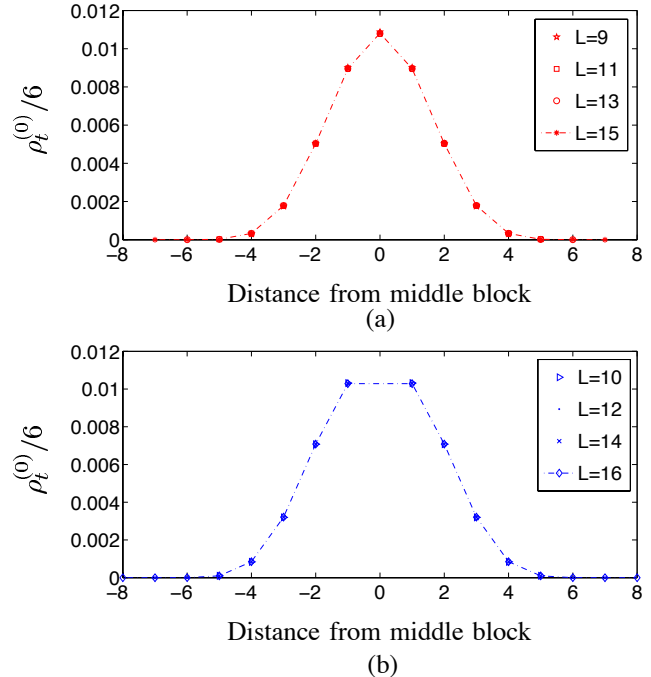 0.012
0.01
0.008
0.006
0.004
0.002
0
ρ_t^{(0)}/6
L=9
L=11
L=13
L=15
−8 −6 −4 −2 0 2 4 6 8
Distance from middle block
(a)
0.012
0.01
0.008
0.006
0.004
0.002
0
ρ_t^{(0)}/6
L=10
L=12
L=14
L=16
−8 −6 −4 −2 0 2 4 6 8
Distance from middle block
(b)